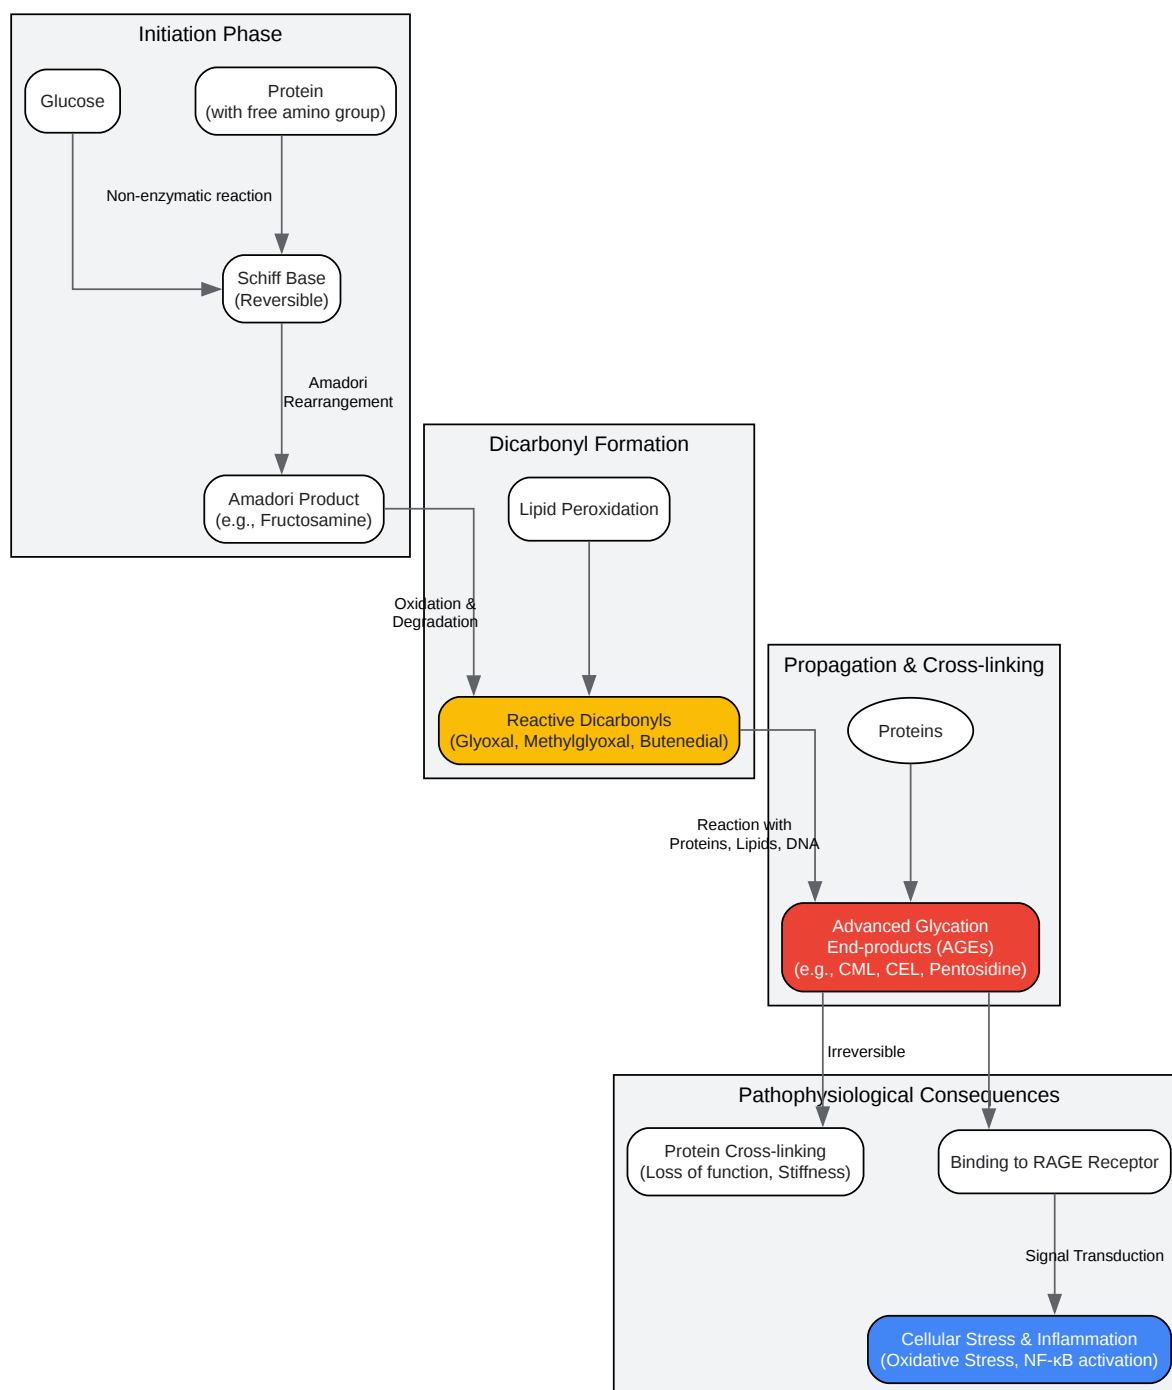 Initiation Phase
Glucose
Protein
(with free amino group)
Non-enzymatic reaction
Schiff Base
(Reversible)
Amadori
Rearrangement
Amadori Product
(e.g., Fructosamine)
Dicarbonyl Formation
Lipid Peroxidation
Oxidation &
Degradation
Reactive Dicarbonyls
(Glyoxal, Methylglyoxal, Butenedial)
Propagation & Cross-linking
Proteins
Reaction with
Proteins, Lipids, DNA
Advanced Glycation
End-products (AGEs)
(e.g., CML, CEL, Pentosidine)
Irreversible
Pathophysiological Consequences
Protein Cross-linking
(Loss of function, Stiffness)
Binding to RAGE Receptor
Signal Transduction
Cellular Stress & Inflammation
(Oxidative Stress, NF-κB activation)